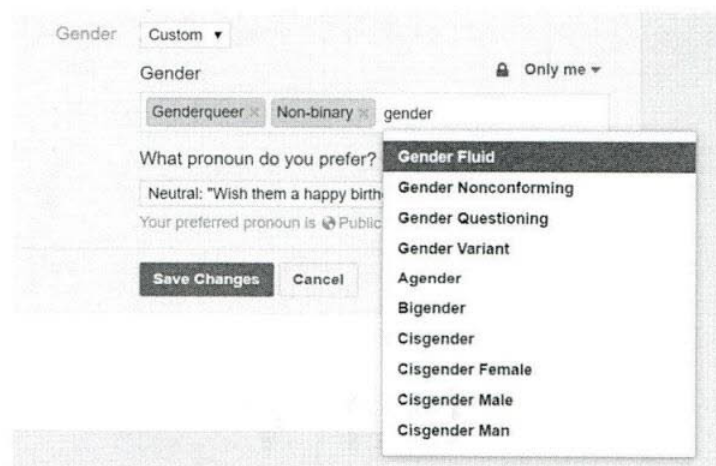 Gender Custom ▾
Gender Only me ▾
Genderqueer × Non-binary × gender
What pronoun do you prefer?
Neutral: "Wish them a happy birth
Your preferred pronoun is Public
Save Changes Cancel
Gender Fluid
Gender Nonconforming
Gender Questioning
Gender Variant
Agender
Bigender
Cisgender
Cisgender Female
Cisgender Male
Cisgender Man